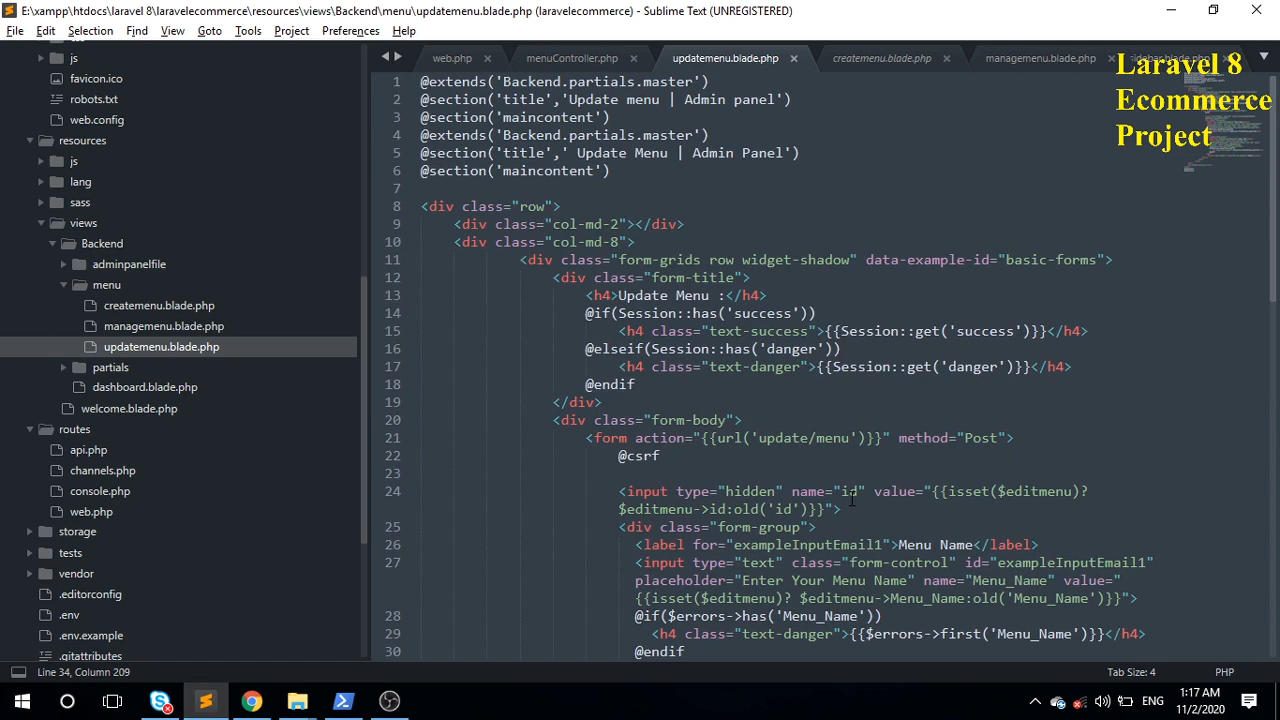 E:\xampp\htdocs\laravel 8\laravelecommerce\resources\views\Backend\menu\updatemenu.blade.php (laravelecommerce) - Sublime Text (UNREGISTERED)
File Edit Selection Find View Goto Tools Project Preferences Help
web.php menuController.php updatemenu.blade.php createmenu.blade.php managemenu.blade.php
Laravel 8
Ecommerce
Project
js
favicon.ico
robots.txt
web.config
resources
js
lang
sass
views
Backend
adminpanelfile
menu
createmenu.blade.php
managemenu.blade.php
updatemenu.blade.php
partials
dashboard.blade.php
welcome.blade.php
routes
api.php
channels.php
console.php
web.php
storage
tests
vendor
.editorconfig
.env
.env.example
.gitattributes
1 @extends('Backend.partials.master')
2 @section('title','Update menu | Admin panel')
3 @section('maincontent')
4 @extends('Backend.partials.master')
5 @section('title',' Update Menu | Admin Panel')
6 @section('maincontent')
7
8 <div class="row">
9 <div class="col-md-2"></div>
10 <div class="col-md-8">
11 <div class="form-grids row widget-shadow" data-example-id="basic-forms">
12 <div class="form-title">
13 <h4>Update Menu :</h4>
14 @if(Session::has('success'))
15 <h4 class="text-success">{{Session::get('success')}}</h4>
16 @elseif(Session::has('danger'))
17 <h4 class="text-danger">{{Session::get('danger')}}</h4>
18 @endif
19 </div>
20 <div class="form-body">
21 <form action="{{url('update/menu')}}" method="Post">
22 @csrf
23
24 <input type="hidden" name="id" value="{{isset($editmenu)?
$editmenu->id:old('id')}}">
25 <div class="form-group">
26 <label for="exampleInputEmail1">Menu Name</label>
27 <input type="text" class="form-control" id="exampleInputEmail1"
placeholder="Enter Your Menu Name" name="Menu_Name" value="
{{isset($editmenu)? $editmenu->Menu_Name:old('Menu_Name')}}">
28 @if($errors->has('Menu_Name'))
29 <h4 class="text-danger">{{$errors->first('Menu_Name')}}</h4>
30 @endif
Line 34, Column 209 Tab Size: 4 PHP
ENG
1:17 AM
11/2/2020